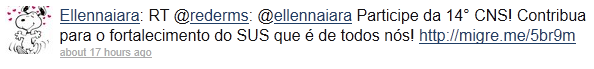 Ellennaiara: RT @rederms: @ellennaiara Participe da 14° CNS! Contribua
para o fortalecimento do SUS que é de todos nós! http://migre.me/5br9m
about 17 hours ago